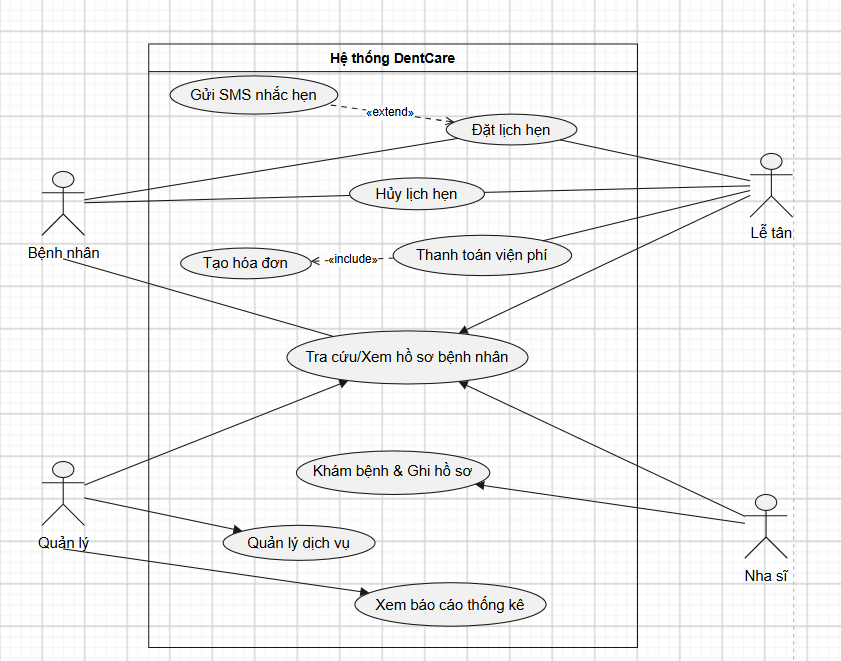 Hệ thống DentCare
Gửi SMS nhắc hẹn
«extend»
Đặt lịch hẹn
Hủy lịch hẹn
Lễ tân
Bệnh nhân
Tạo hóa đơn
«include»
Thanh toán viện phí
Tra cứu/Xem hồ sơ bệnh nhân
Khám bệnh & Ghi hồ sơ
Quản lý
Quản lý dịch vụ
Nha sĩ
Xem báo cáo thống kê